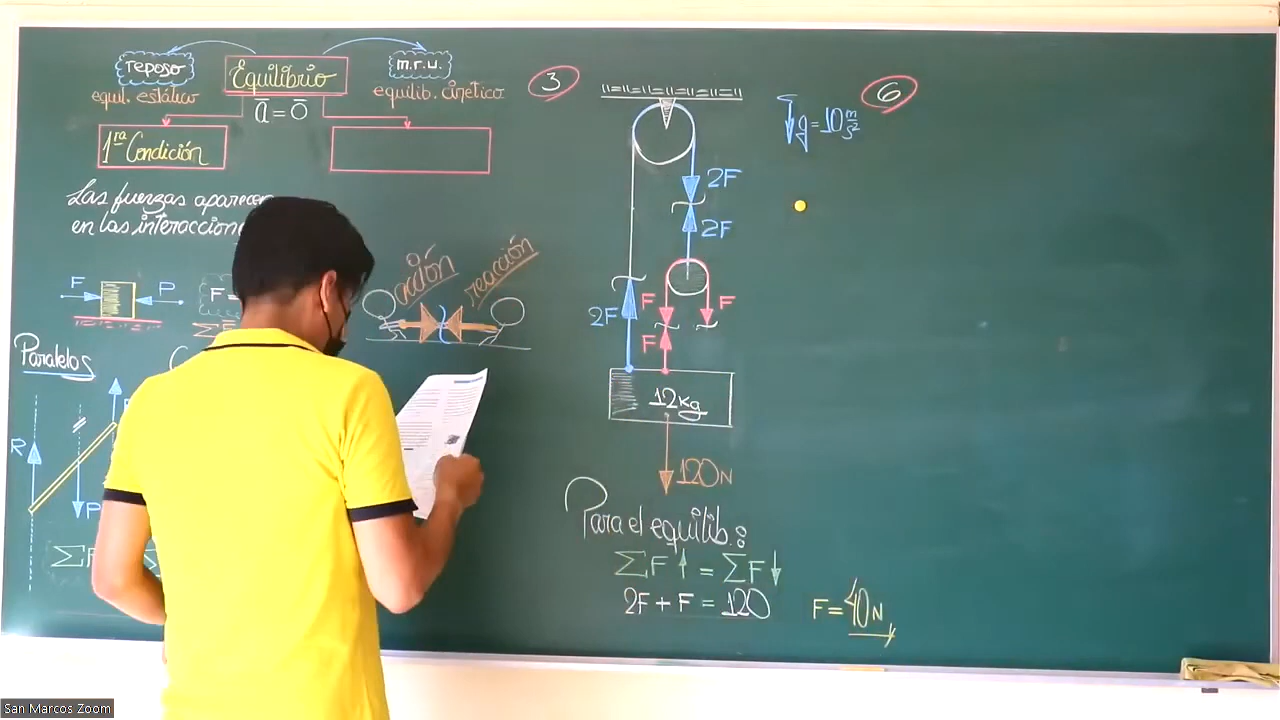 reposo
Equilibrio
m.r.u.
equil. estático
equilib. cinético
a̅ = 0̅
1ra Condición
Las fuerzas aparecen
en las
F
P
F =
acción
reacción
Paralelos
R
P
Σ
3
2F
2F
2F
F
F
F
12kg
120N
Para el equilib.:
ΣF↑ = ΣF↓
2F + F = 120
F = 40N
6
g = 10 m/s²
San Marcos Zoom